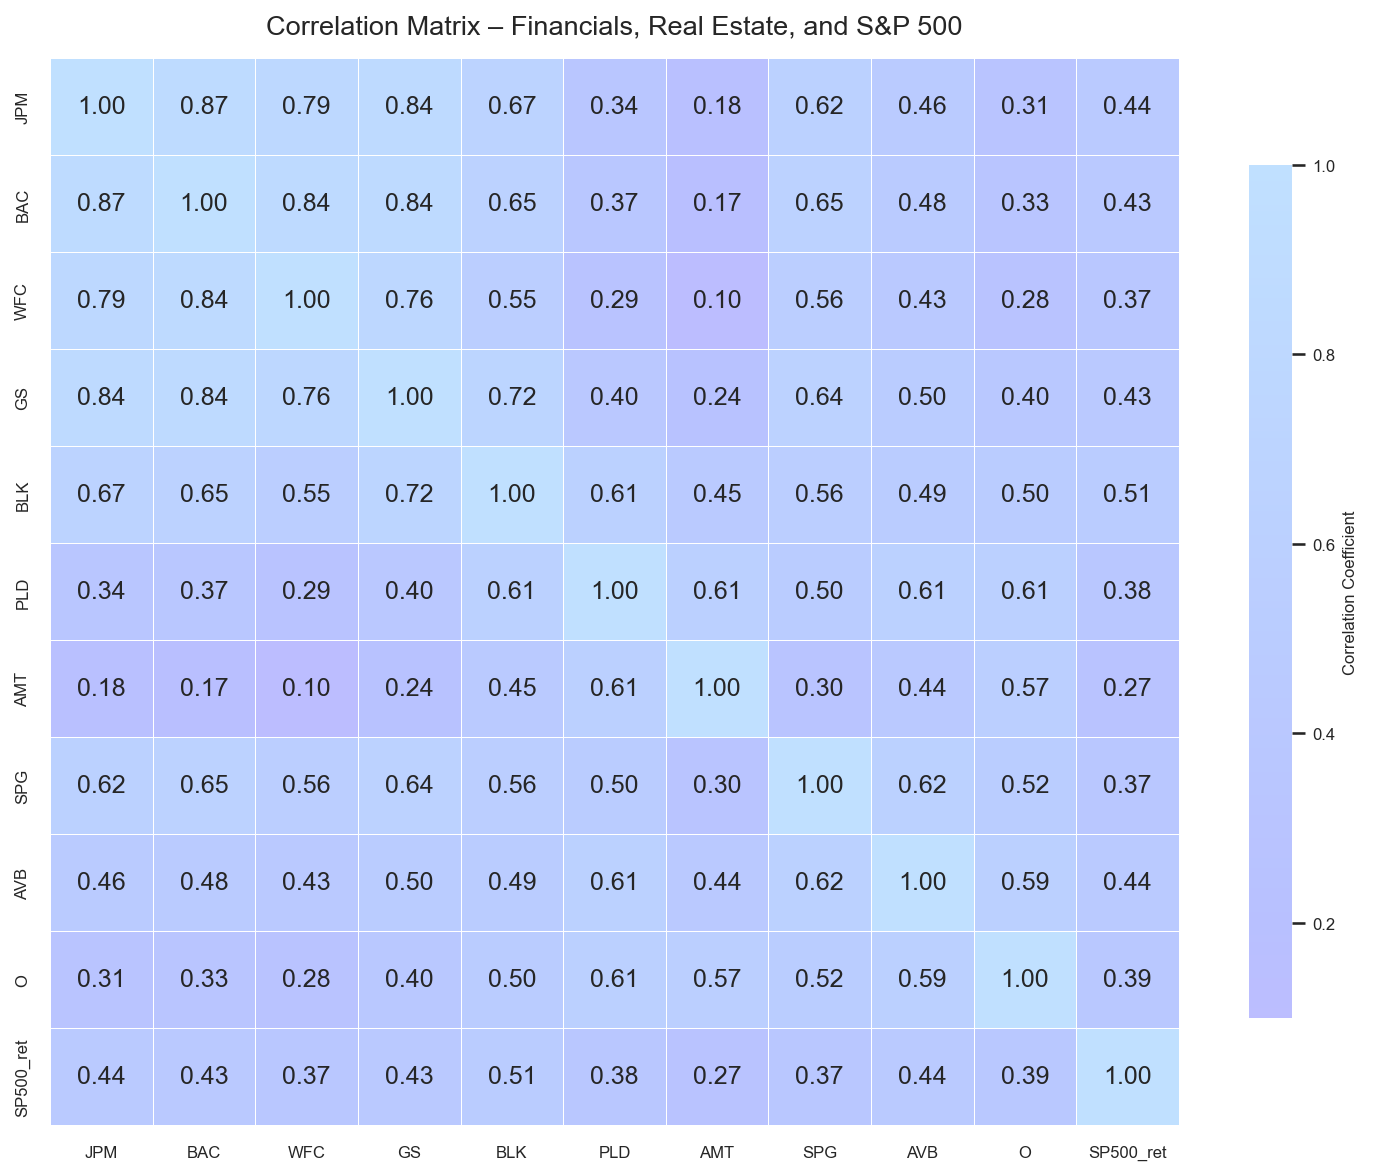 Correlation Matrix – Financials, Real Estate, and S&P 500
JPM 1.00 0.87 0.79 0.84 0.67 0.34 0.18 0.62 0.46 0.31 0.44
BAC 0.87 1.00 0.84 0.84 0.65 0.37 0.17 0.65 0.48 0.33 0.43
WFC 0.79 0.84 1.00 0.76 0.55 0.29 0.10 0.56 0.43 0.28 0.37
GS 0.84 0.84 0.76 1.00 0.72 0.40 0.24 0.64 0.50 0.40 0.43
BLK 0.67 0.65 0.55 0.72 1.00 0.61 0.45 0.56 0.49 0.50 0.51
PLD 0.34 0.37 0.29 0.40 0.61 1.00 0.61 0.50 0.61 0.61 0.38
AMT 0.18 0.17 0.10 0.24 0.45 0.61 1.00 0.30 0.44 0.57 0.27
SPG 0.62 0.65 0.56 0.64 0.56 0.50 0.30 1.00 0.62 0.52 0.37
AVB 0.46 0.48 0.43 0.50 0.49 0.61 0.44 0.62 1.00 0.59 0.44
O 0.31 0.33 0.28 0.40 0.50 0.61 0.57 0.52 0.59 1.00 0.39
SP500_ret 0.44 0.43 0.37 0.43 0.51 0.38 0.27 0.37 0.44 0.39 1.00
JPM BAC WFC GS BLK PLD AMT SPG AVB O SP500_ret
1.0
0.8
0.6
0.4
0.2
Correlation Coefficient